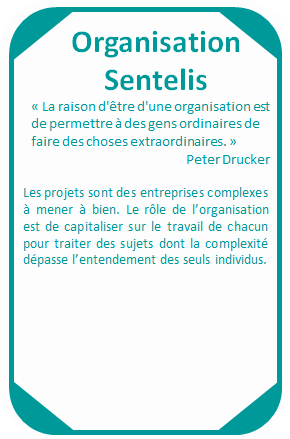 Organisation
Sentelis
« La raison d'être d'une organisation est
de permettre à des gens ordinaires de
faire des choses extraordinaires. »
Peter Drucker
Les projets sont des entreprises complexes
à mener à bien. Le rôle de l’organisation
est de capitaliser sur le travail de chacun
pour traiter des sujets dont la complexité
dépasse l’entendement des seuls individus.